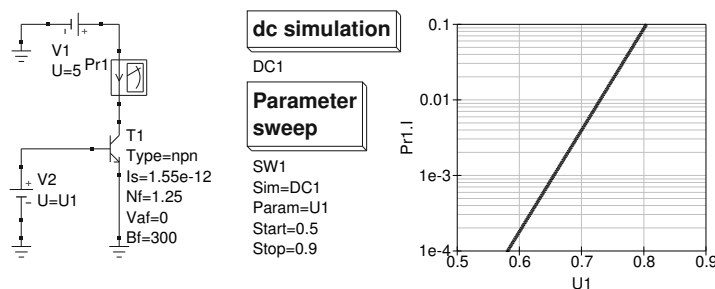 V1
U=5
Pr1
T1
Type=npn
Is=1.55e-12
Nf=1.25
Vaf=0
Bf=300
V2
U=U1
dc simulation
DC1
Parameter
sweep
SW1
Sim=DC1
Param=U1
Start=0.5
Stop=0.9
0.1
0.01
1e-3
1e-4
Pr1.I
0.5
0.6
0.7
0.8
0.9
U1